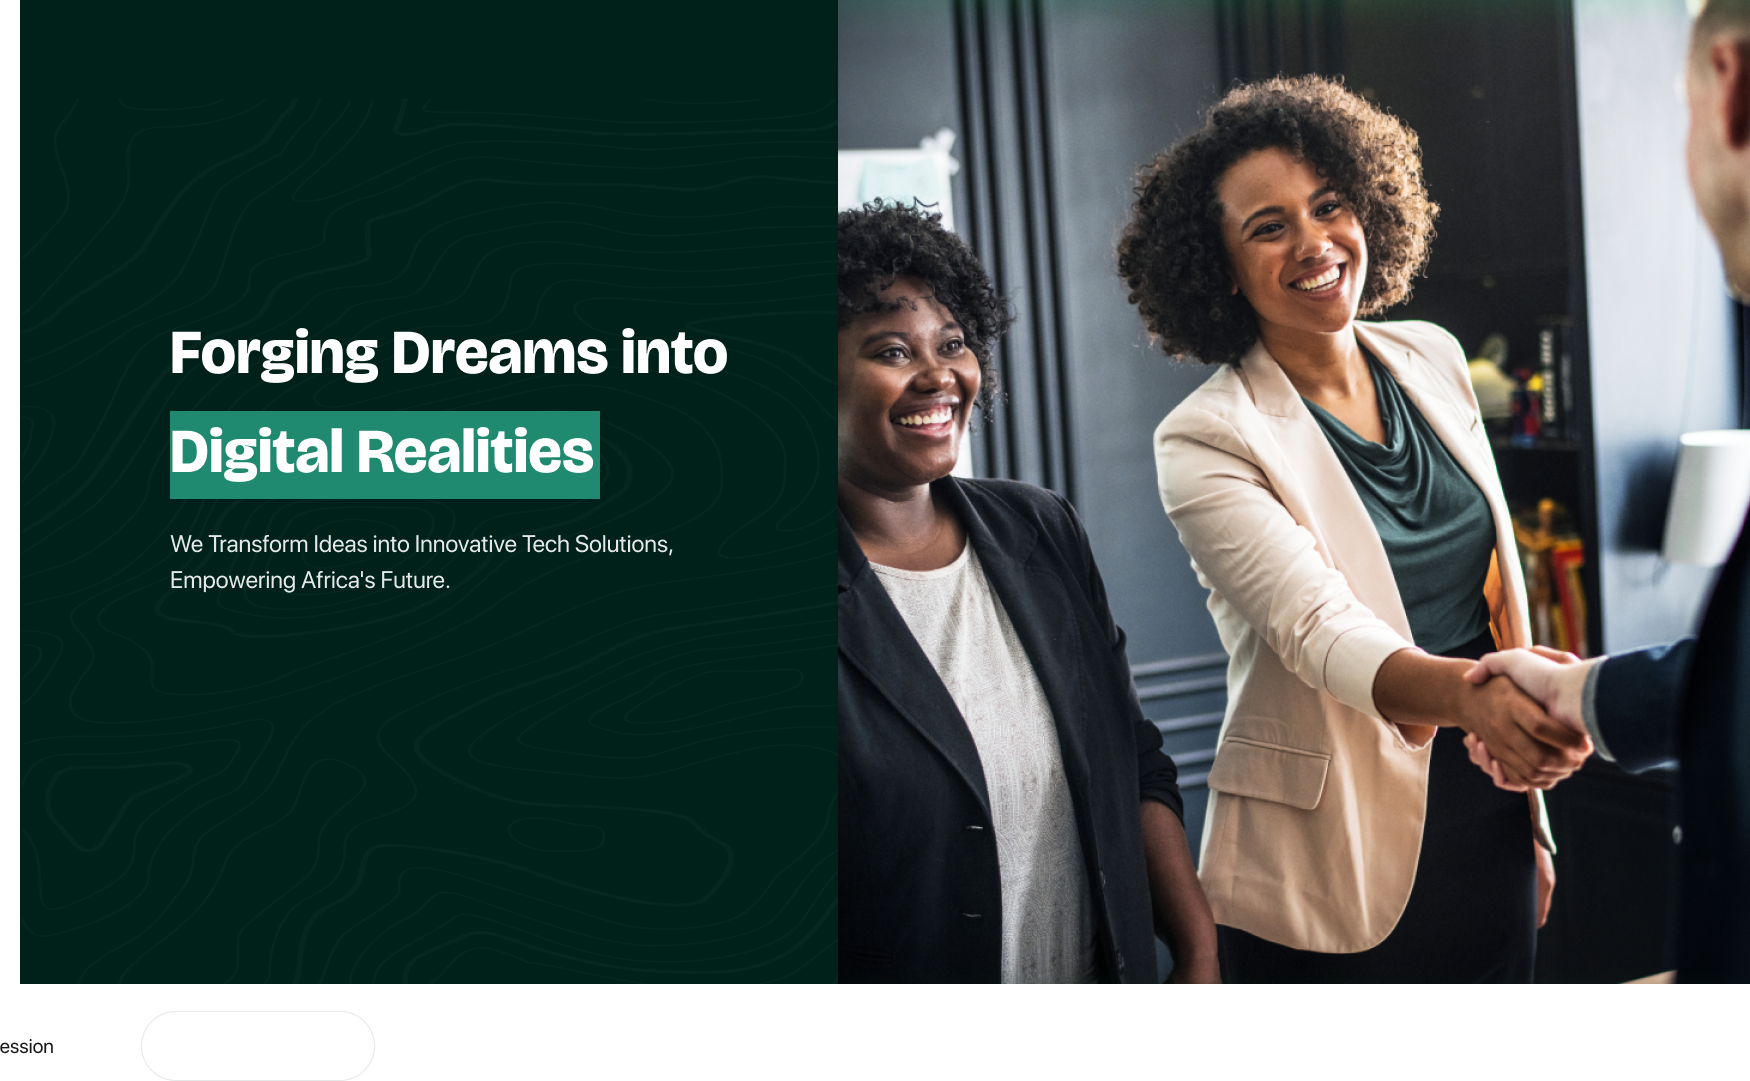 Forging Dreams into
Digital Realities
We Transform Ideas into Innovative Tech Solutions,
Empowering Africa's Future.
ession